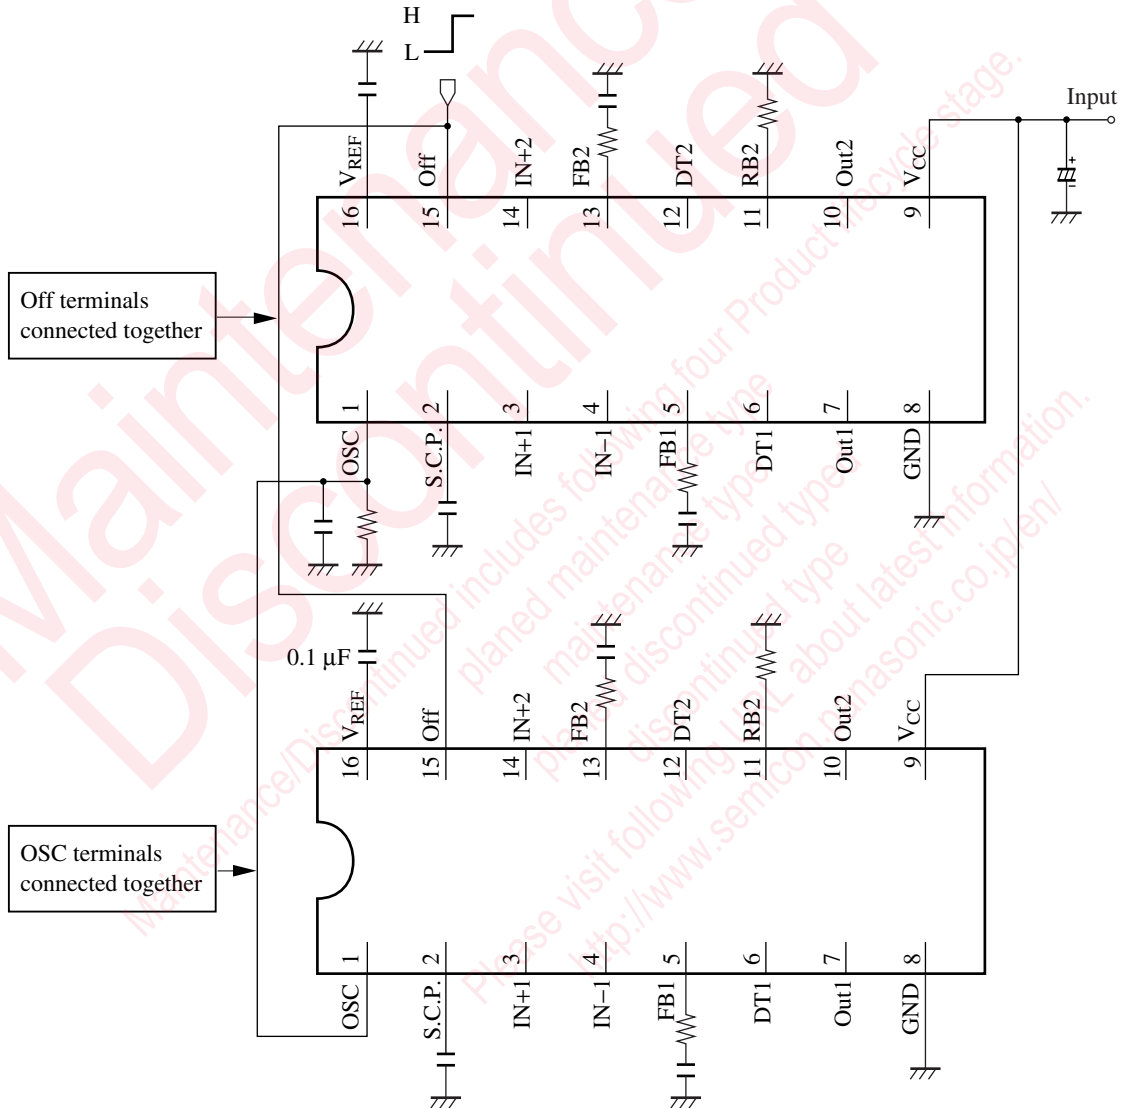 H
L
Input
VREF
Off
IN+2
FB2
DT2
RB2
Out2
VCC
16
15
14
13
12
11
10
9
Off terminals
connected together
1
2
3
4
5
6
7
8
OSC
S.C.P.
IN+1
IN−1
FB1
DT1
Out1
GND
0.1 μF
VREF
Off
IN+2
FB2
DT2
RB2
Out2
VCC
16
15
14
13
12
11
10
9
OSC terminals
connected together
1
2
3
4
5
6
7
8
OSC
S.C.P.
IN+1
IN−1
FB1
DT1
Out1
GND
Maintenance
Discontinued
Maintenance/Discontinued includes following four Product lifecycle stage.
planed maintenance type
maintenance type
planed discontinued typed
discontinued type
Please visit following URL about latest information.
http://www.semicon.panasonic.co.jp/en/